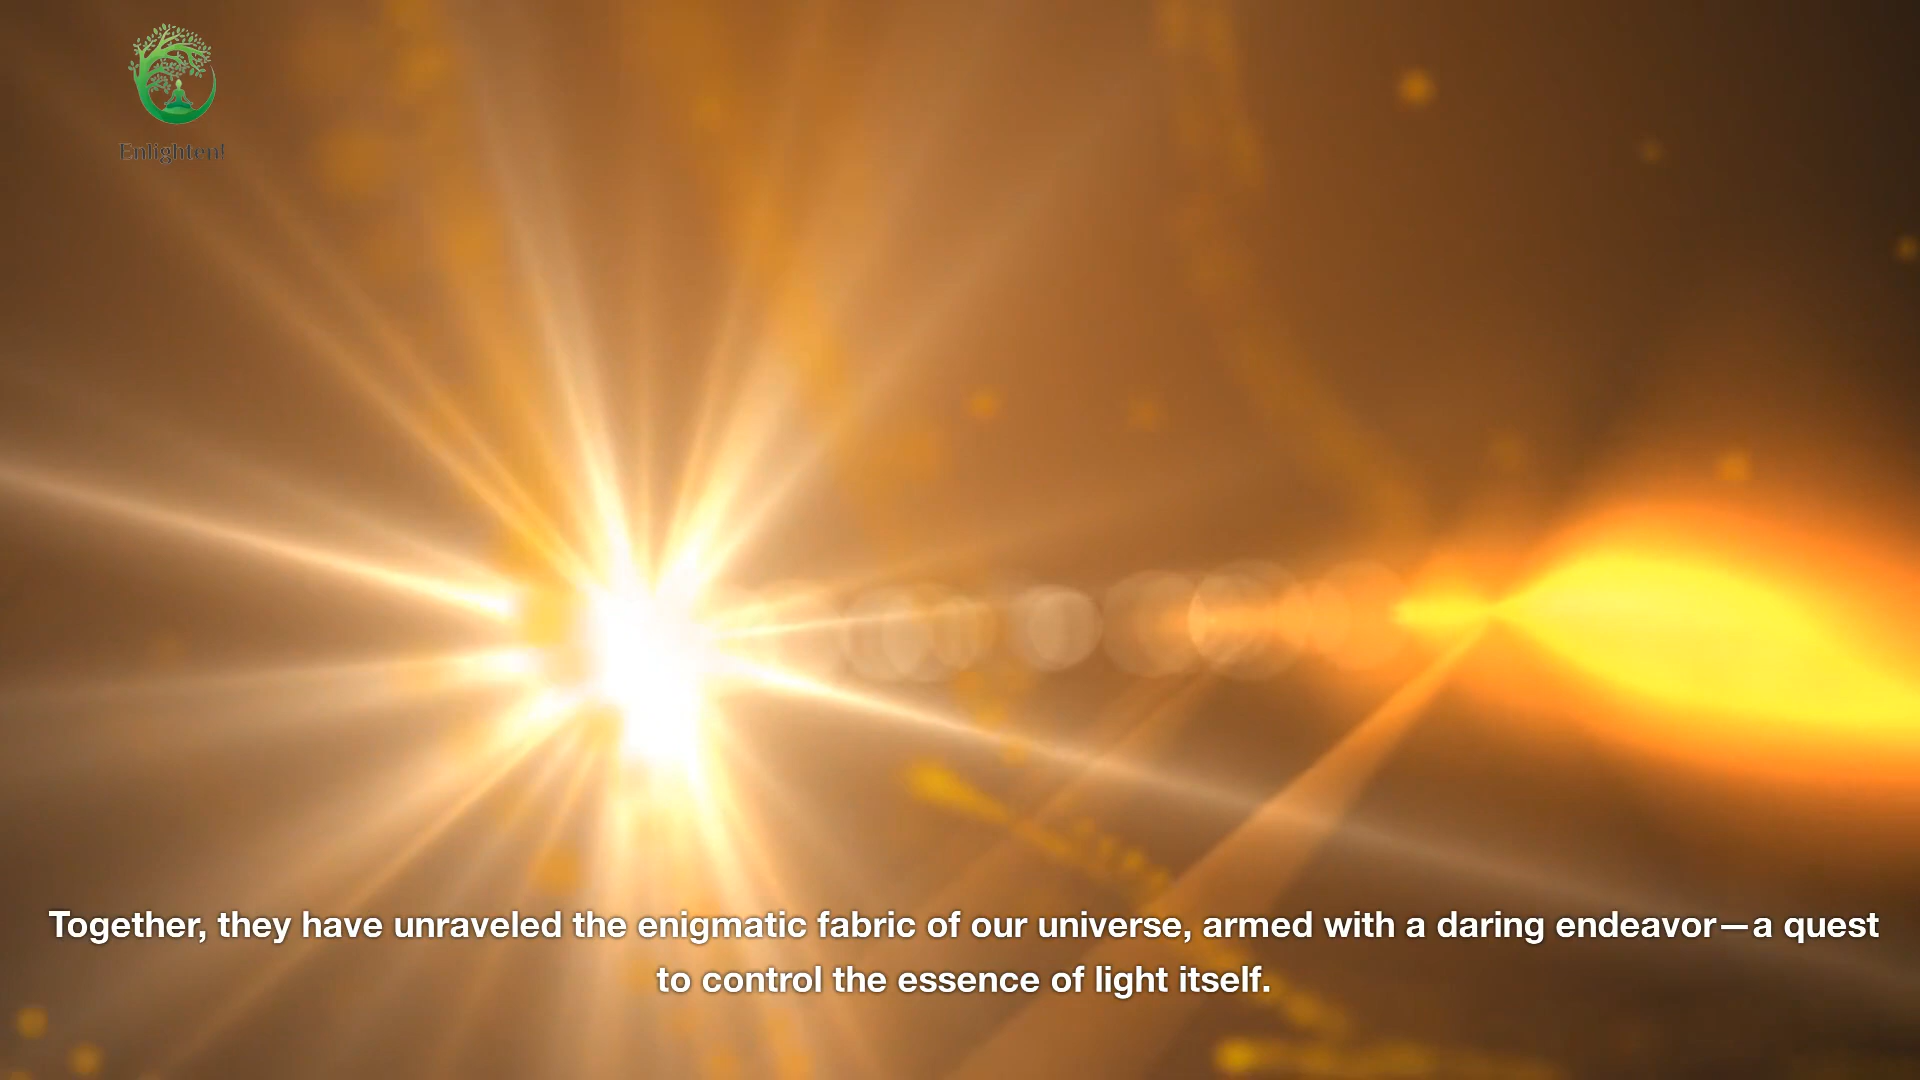 Enlighten!
Together, they have unraveled the enigmatic fabric of our universe, armed with a daring endeavor—a quest
to control the essence of light itself.